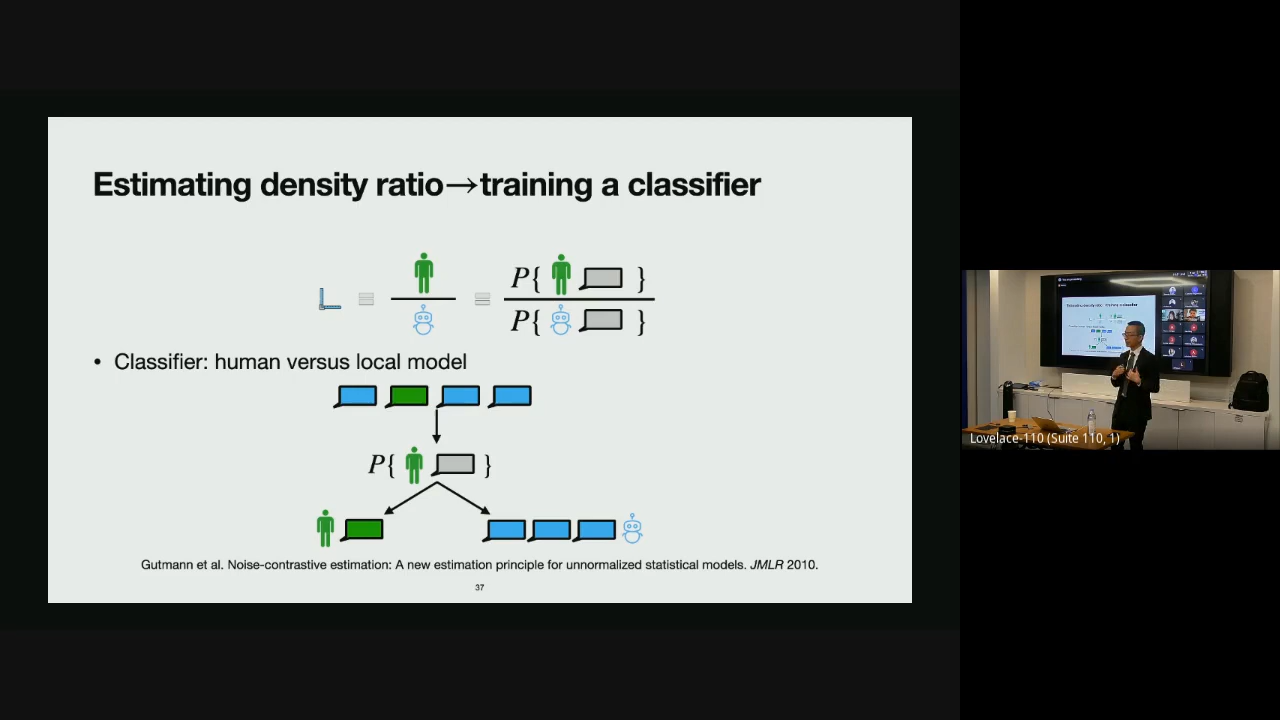 Estimating density ratio→training a classifier
P{ }
P{ }
• Classifier: human versus local model
P{ }
Gutmann et al. Noise-contrastive estimation: A new estimation principle for unnormalized statistical models. JMLR 2010.
37
Lovelace-110 (Suite 110, 1)